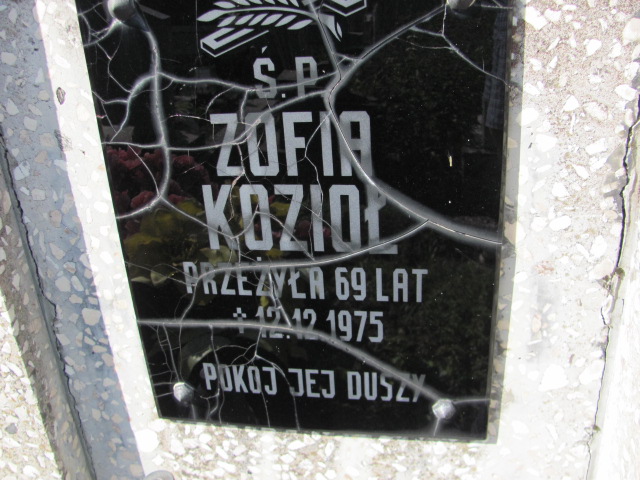 Ś.P.
ZOFIA
KOZIOŁ
PRZEŻYŁA 69 LAT
+ 12.12.1975
POKÓJ JEJ DUSZY